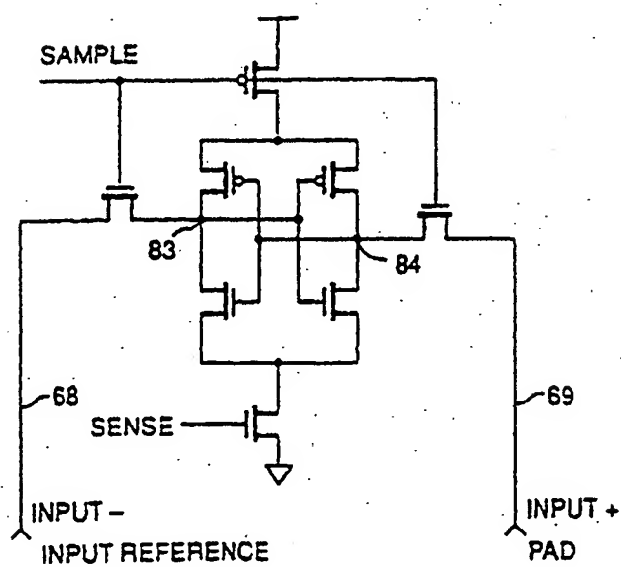 SAMPLE
83
84
68
69
SENSE
INPUT –
INPUT REFERENCE
INPUT +
PAD